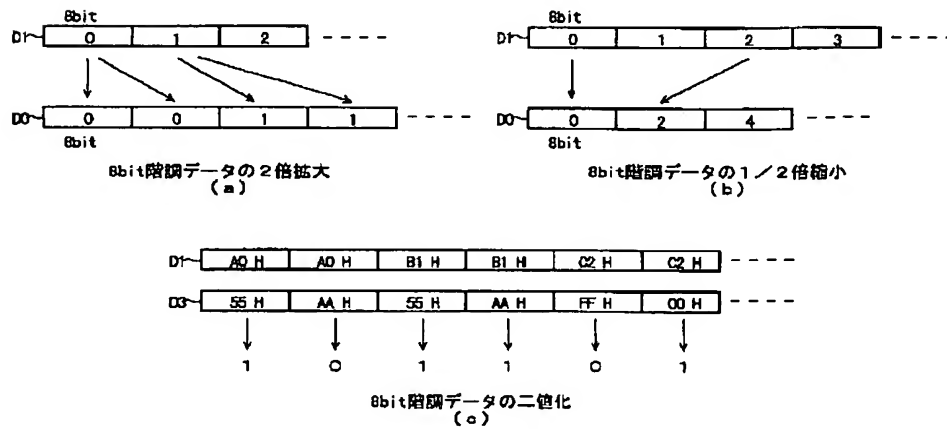 8bit
D1 0 1 2
D0 0 0 1 1
8bit
8bit階調データの2倍拡大
(a)
8bit
D1 0 1 2 3
D0 0 2 4
8bit
8bit階調データの1/2倍縮小
(b)
D1 A0 H A0 H B1 H B1 H C2 H C2 H
D3 55 H AA H 55 H AA H FF H 00 H
1 0 1 1 0 1
8bit階調データの二値化
(c)